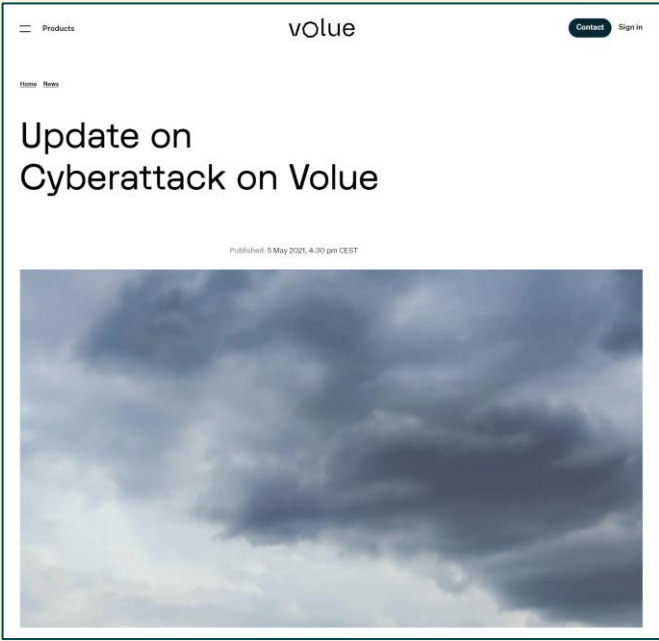 Products
volue
Contact
Sign in
Home
News
Update on
Cyberattack on Volue
Published: 5 May 2021, 4:30 pm CEST